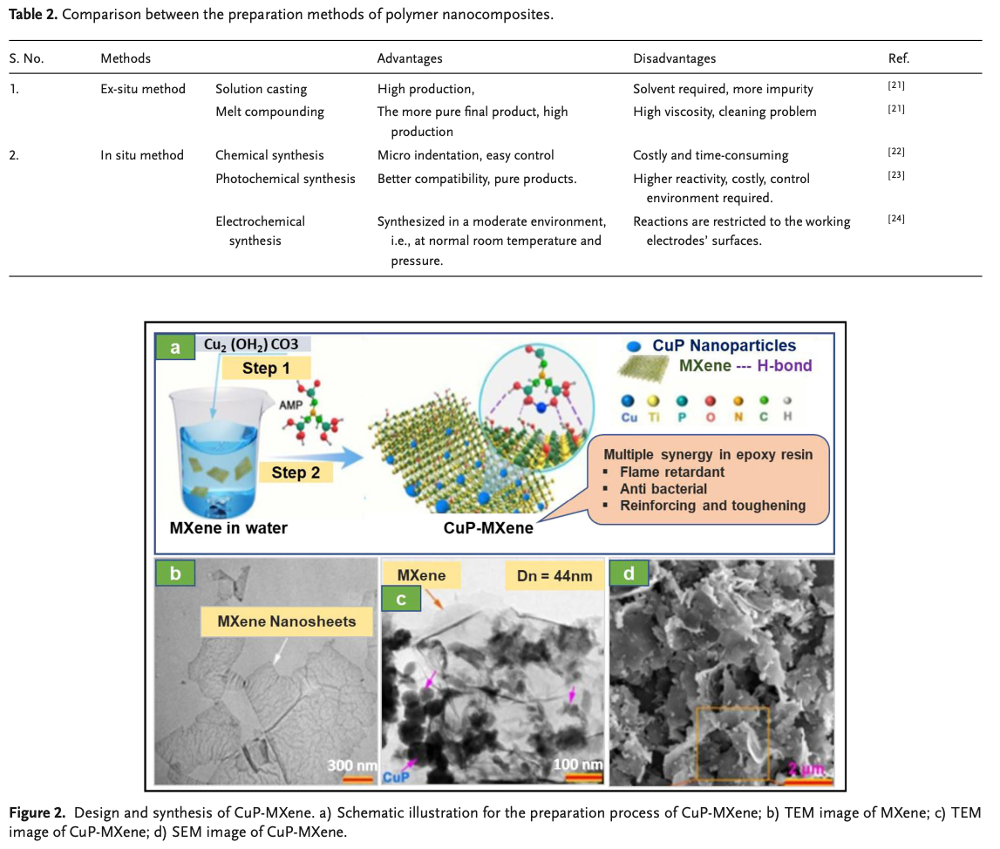 Table 2. Comparison between the preparation methods of polymer nanocomposites.
S. No. Methods Advantages Disadvantages Ref.
1. Ex-situ method Solution casting High production, Solvent required, more impurity [21]
Melt compounding The more pure final product, high High viscosity, cleaning problem [21]
production
2. In situ method Chemical synthesis Micro indentation, easy control Costly and time-consuming [22]
Photochemical synthesis Better compatibility, pure products. Higher reactivity, costly, control [23]
environment required.
Electrochemical Synthesized in a moderate environment, Reactions are restricted to the working [24]
synthesis i.e., at normal room temperature and electrodes’ surfaces.
pressure.
a
Cu2 (OH2) CO3
Step 1
AMP
Step 2
MXene in water
CuP-MXene
CuP Nanoparticles
MXene --- H-bond
Cu Ti P O N C H
Multiple synergy in epoxy resin
▪ Flame retardant
▪ Anti bacterial
▪ Reinforcing and toughening
b
MXene Nanosheets
300 nm
MXene
Dn = 44nm
c
CuP
100 nm
d
2 μm
Figure 2. Design and synthesis of CuP-MXene. a) Schematic illustration for the preparation process of CuP-MXene; b) TEM image of MXene; c) TEM
image of CuP-MXene; d) SEM image of CuP-MXene.